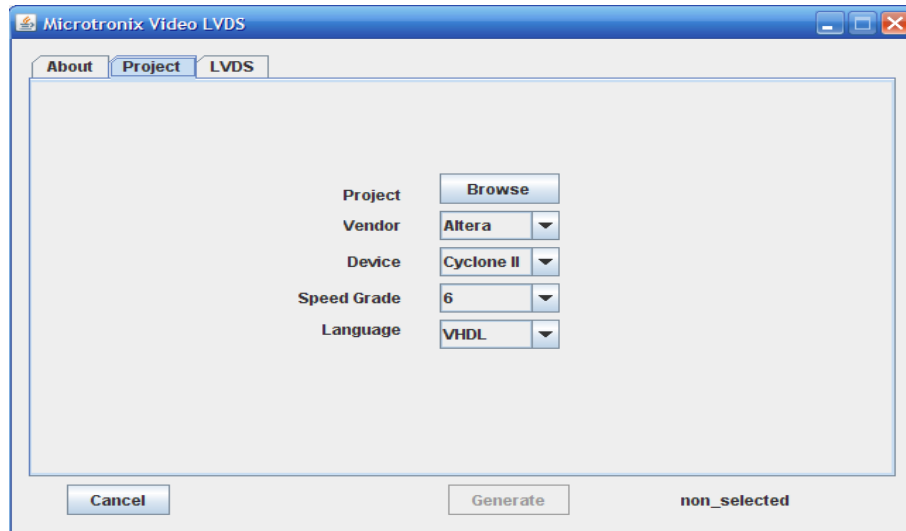 Microtronix Video LVDS
About Project LVDS
Project Browse
Vendor Altera
Device Cyclone II
Speed Grade 6
Language VHDL
Cancel Generate non_selected